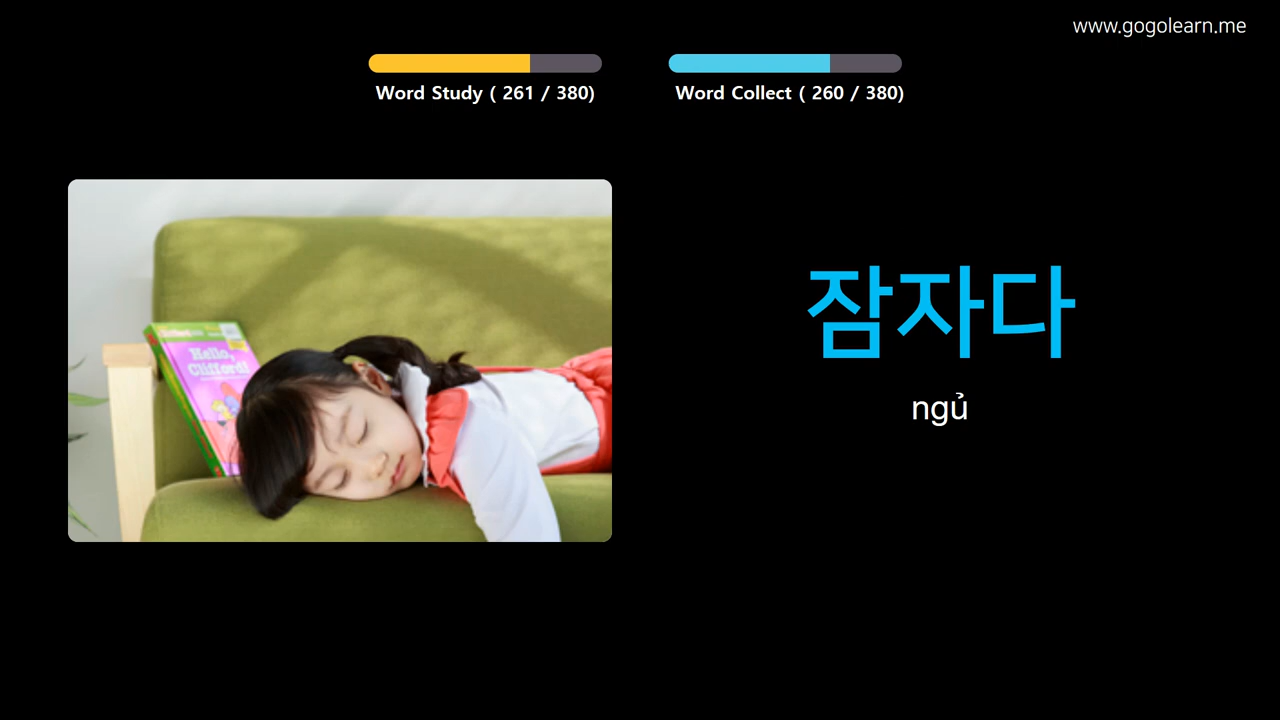 www.gogolearn.me
Word Study ( 261 / 380)
Word Collect ( 260 / 380)
Hello,
Clifford!
잠자다
ngủ